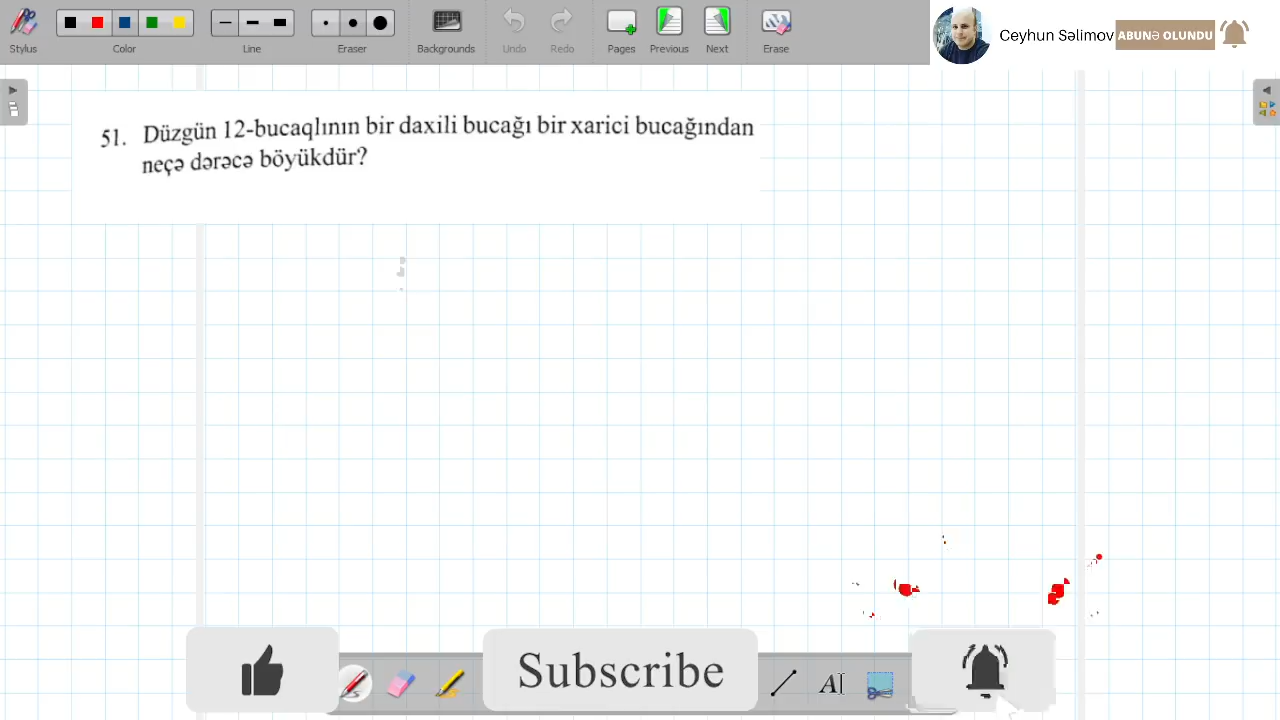 Stylus
Color
Line
Eraser
Backgrounds
Undo
Redo
Pages
Previous
Next
Erase
Ceyhun Səlimov
ABUNƏ OLUNDU
51. Düzgün 12-bucaqlının bir daxili bucağı bir xarici bucağından
neçə dərəcə böyükdür?
Subscribe
AI